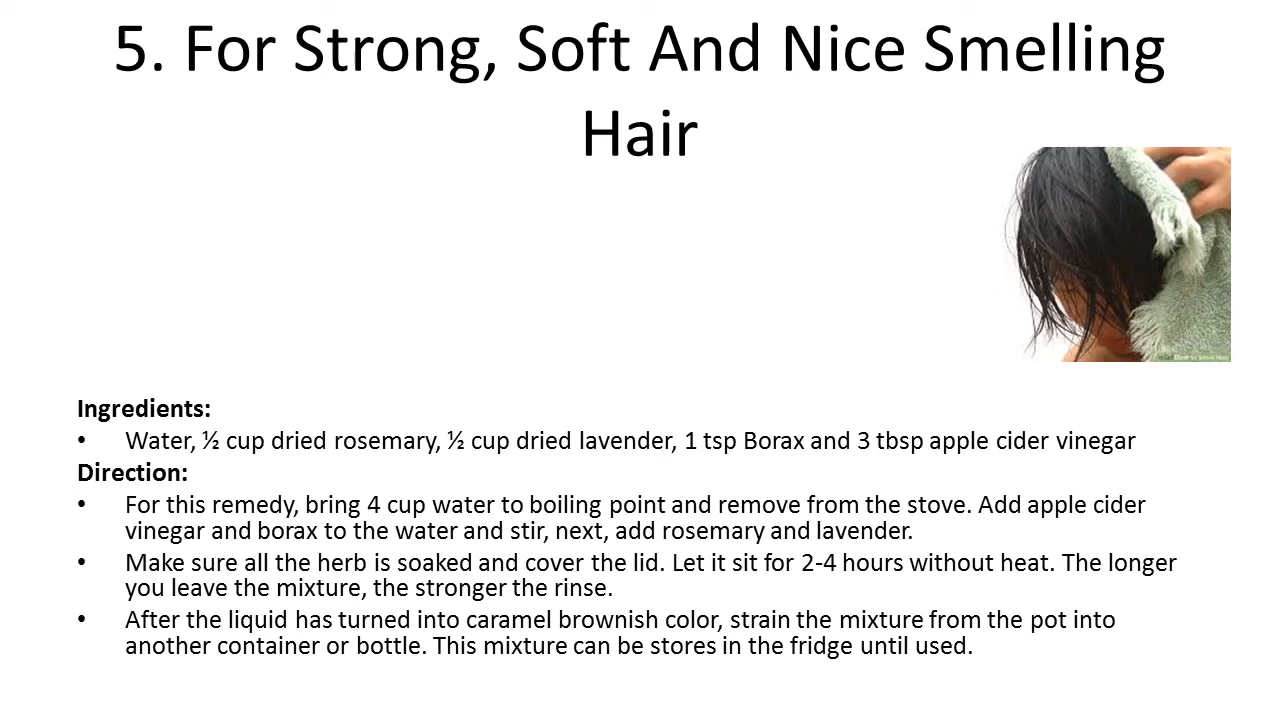 5. For Strong, Soft And Nice Smelling
Hair
Ingredients:
• Water, ½ cup dried rosemary, ½ cup dried lavender, 1 tsp Borax and 3 tbsp apple cider vinegar
Direction:
• For this remedy, bring 4 cup water to boiling point and remove from the stove. Add apple cider
vinegar and borax to the water and stir, next, add rosemary and lavender.
• Make sure all the herb is soaked and cover the lid. Let it sit for 2-4 hours without heat. The longer
you leave the mixture, the stronger the rinse.
• After the liquid has turned into caramel brownish color, strain the mixture from the pot into
another container or bottle. This mixture can be stores in the fridge until used.